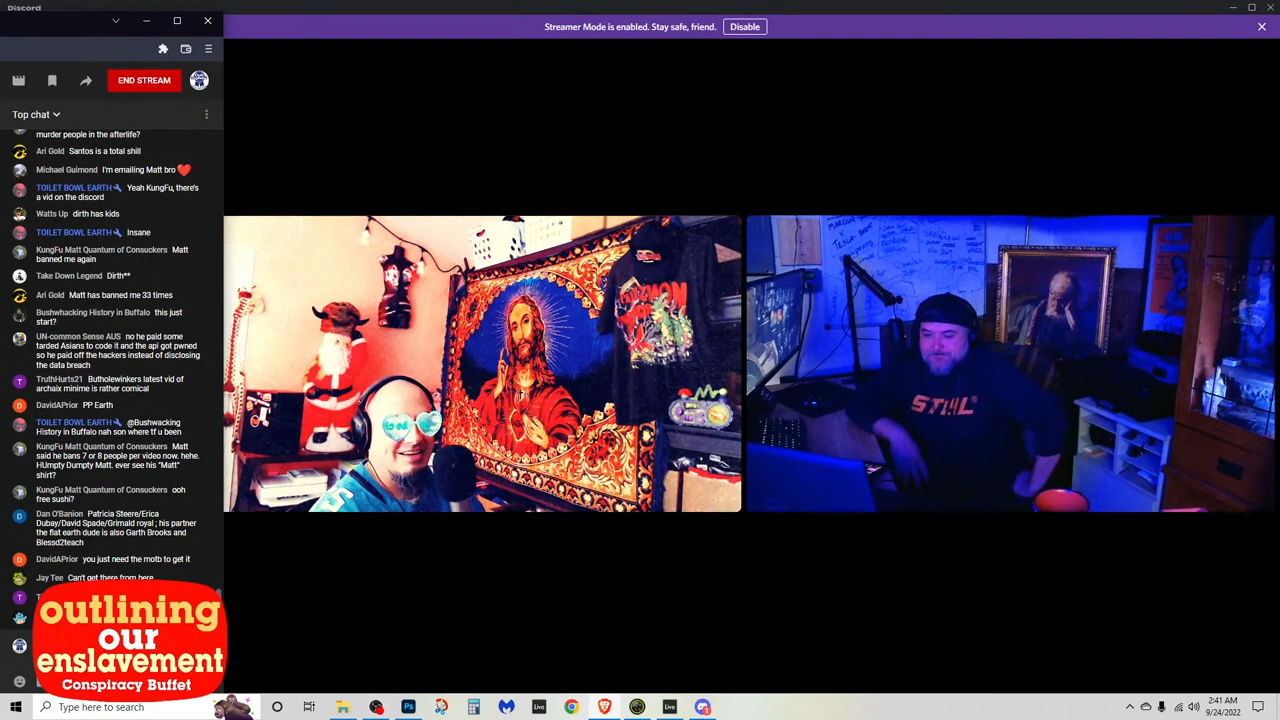 Discord
Streamer Mode is enabled. Stay safe, friend.
Disable
END STREAM
Top chat
murder people in the afterlife?
Ari Gold Santos is a total shill
Michael Guimond I'm emailing Matt bro
TOILET BOWL EARTH Yeah KungFu, there's
a vid on the discord
Watts Up dirth has kids
TOILET BOWL EARTH Insane
KungFu Matt Quantum of Consuckers Matt
banned me again
Take Down Legend Dirth**
Ari Gold Matt has banned me 33 times
Bushwhacking History in Buffalo this just
start?
UN-common Sense AUS no he paid some
tarded Asians to code it and the api got pwned
so he paid off the hackers instead of disclosing
the data breach
TruthHurts21 Butholewinkers latest vid of
archaix minime is rather comical
DavidAPrior PP Earth
TOILET BOWL EARTH @Bushwacking
History in Buffalo nah son where tf u been
KungFu Matt Quantum of Consuckers Matt
said he bans 7 or 8 people per video now. hehe.
HUmpty Dumpty Matt. ever see his "Matt"
shirt?
KungFu Matt Quantum of Consuckers ooh
free sushi?
Dan O'Banion Patricia Steere/Erica
Dubay/David Spade/Grimald royal ; his partner
the flat earth dude is also Garth Brooks and
Blessd2teach
DavidAPrior you just need the motb to get it
Jay Tee Can't get there from here
outlining
our
enslavement
Conspiracy Buffet
STIHL
Type here to search
Live
Live
2:41 AM
9/24/2022